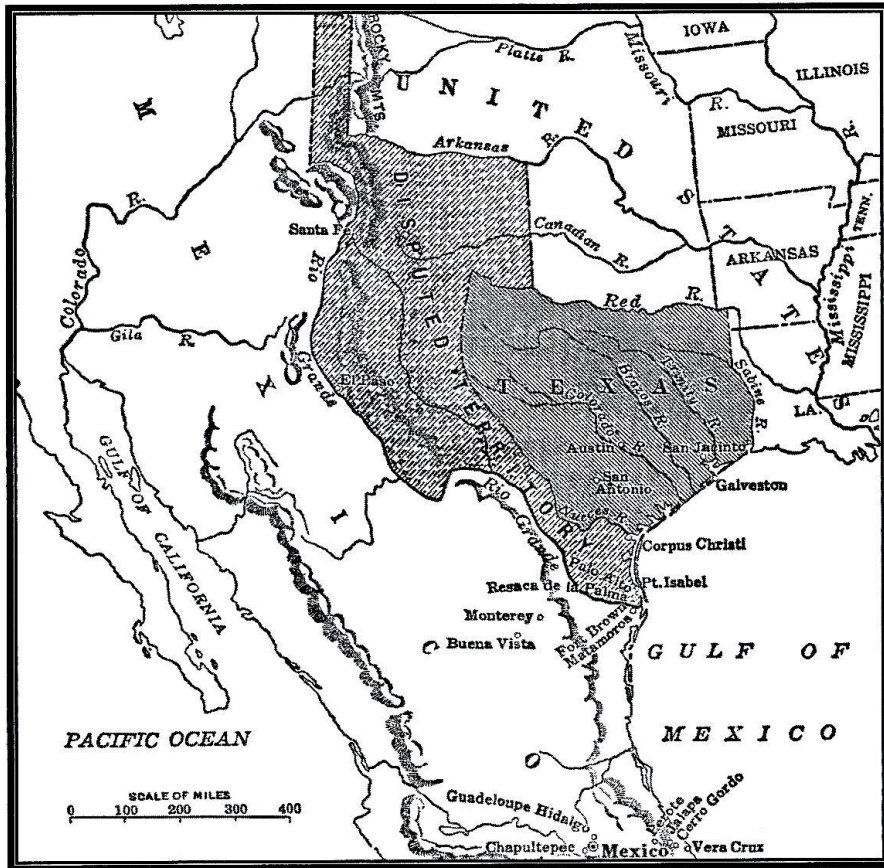 ROCKY MTS
Platte R.
Missouri R.
IOWA
ILLINOIS
UNITED STATES
MISSOURI
R.
Arkansas R.
MEXICO
Colorado R.
Santa Fe
Rio Grande
DISPUTED TERRITORY
Canadian R.
ARKANSAS
TENN.
Mississippi
MISSISSIPPI
Red R.
Gila R.
El Paso
TEXAS
Colorado R.
Brazos R.
Trinity R.
Sabine R.
LA.
Austin
San Jacinto
San Antonio
Galveston
Nueces R.
Rio Grande
Corpus Christi
Palo Alto
Resaca de la Palma
Pt. Isabel
Fort Brown
Matamoros
Monterey
Buena Vista
GULF OF CALIFORNIA
GULF OF MEXICO
PACIFIC OCEAN
SCALE OF MILES
0 100 200 300 400
Guadeloupe Hidalgo
Chapultepec
Mexico
Perote
Jalapa
Cerro Gordo
Vera Cruz